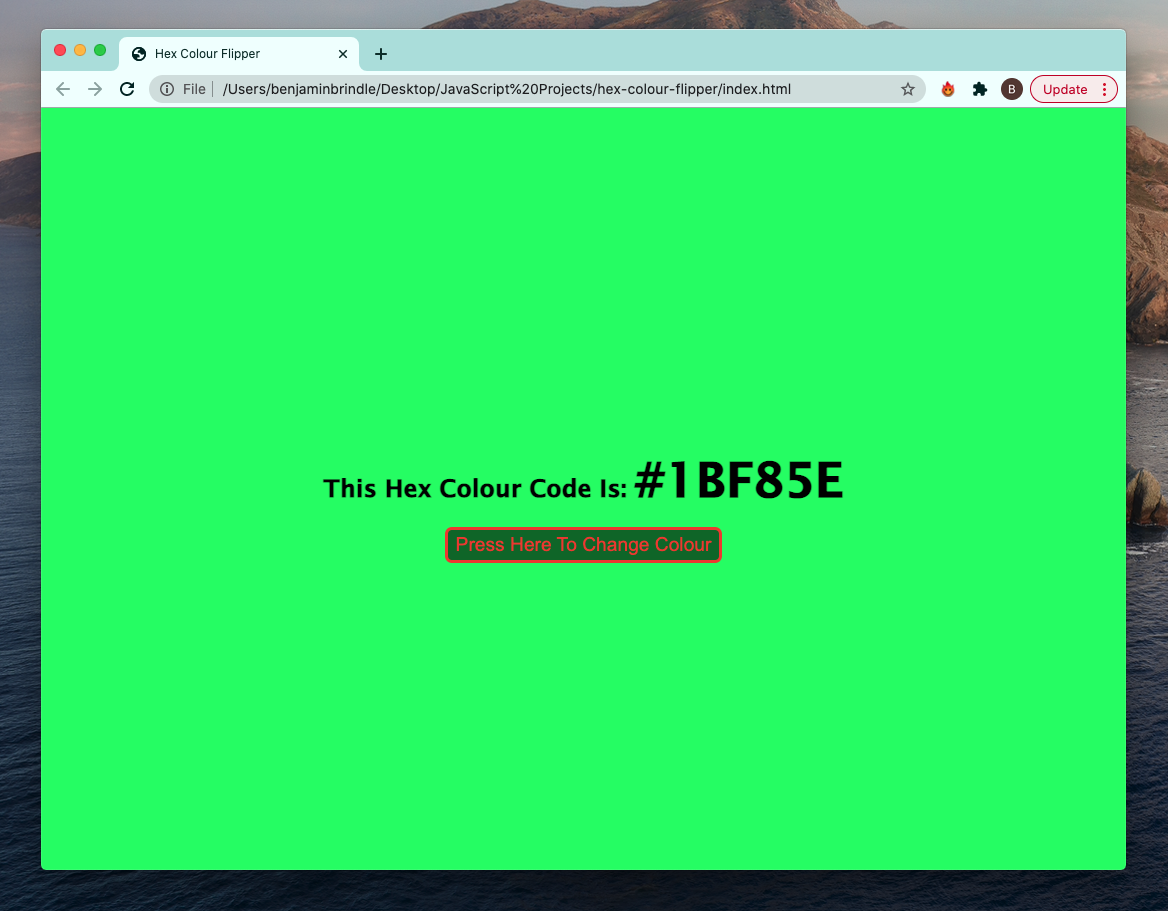 Hex Colour Flipper
File /Users/benjaminbrindle/Desktop/JavaScript%20Projects/hex-colour-flipper/index.html B Update
This Hex Colour Code Is: #1BF85E
Press Here To Change Colour